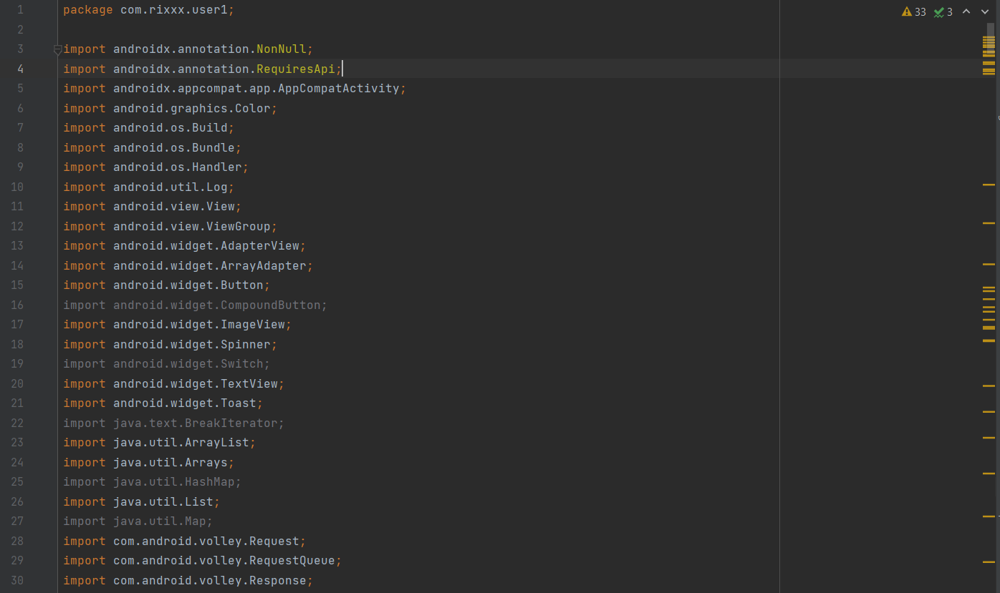 33 3
1 package com.rixxx.user1;
2
3 import androidx.annotation.NonNull;
4 import androidx.annotation.RequiresApi;
5 import androidx.appcompat.app.AppCompatActivity;
6 import android.graphics.Color;
7 import android.os.Build;
8 import android.os.Bundle;
9 import android.os.Handler;
10 import android.util.Log;
11 import android.view.View;
12 import android.view.ViewGroup;
13 import android.widget.AdapterView;
14 import android.widget.ArrayAdapter;
15 import android.widget.Button;
16 import android.widget.CompoundButton;
17 import android.widget.ImageView;
18 import android.widget.Spinner;
19 import android.widget.Switch;
20 import android.widget.TextView;
21 import android.widget.Toast;
22 import java.text.BreakIterator;
23 import java.util.ArrayList;
24 import java.util.Arrays;
25 import java.util.HashMap;
26 import java.util.List;
27 import java.util.Map;
28 import com.android.volley.Request;
29 import com.android.volley.RequestQueue;
30 import com.android.volley.Response;